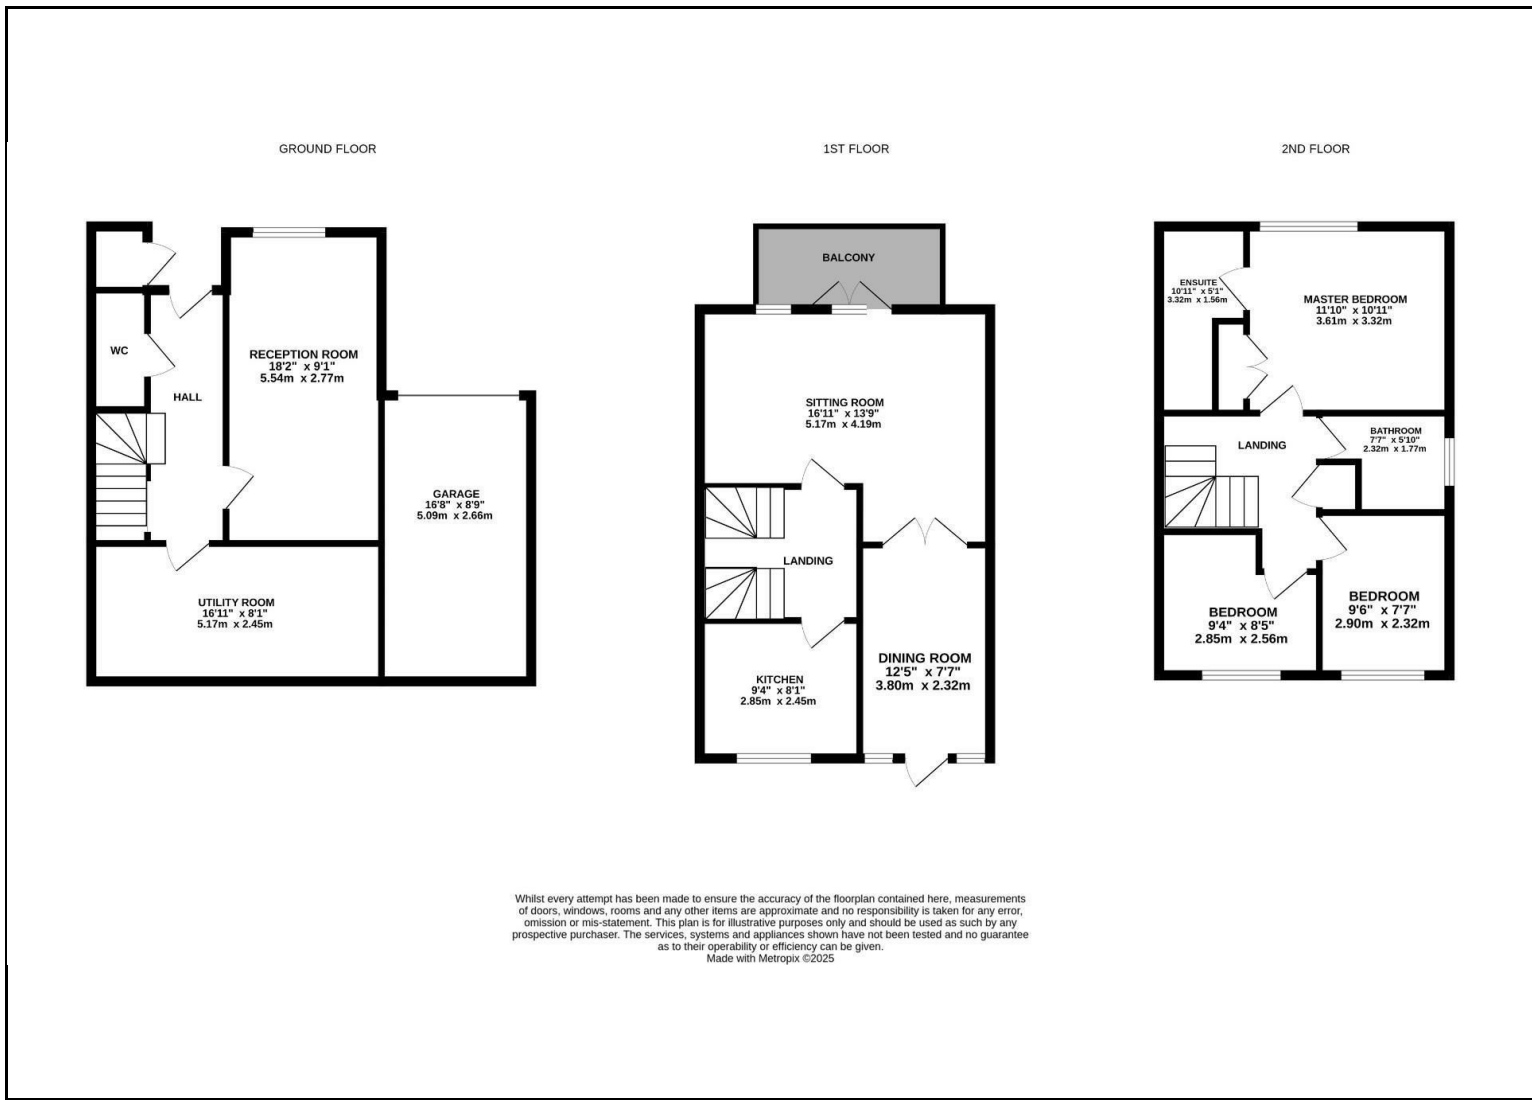 GROUND FLOOR
WC
HALL
RECEPTION ROOM
18'2" x 9'1"
5.54m x 2.77m
GARAGE
16'8" x 8'9"
5.09m x 2.66m
UTILITY ROOM
16'11" x 8'1"
5.17m x 2.45m
1ST FLOOR
BALCONY
SITTING ROOM
16'11" x 13'9"
5.17m x 4.19m
LANDING
KITCHEN
9'4" x 8'1"
2.85m x 2.45m
DINING ROOM
12'5" x 7'7"
3.80m x 2.32m
2ND FLOOR
ENSUITE
10'11" x 5'1"
3.32m x 1.56m
MASTER BEDROOM
11'10" x 10'11"
3.61m x 3.32m
LANDING
BATHROOM
7'7" x 5'10"
2.32m x 1.77m
BEDROOM
9'4" x 8'5"
2.85m x 2.56m
BEDROOM
9'6" x 7'7"
2.90m x 2.32m
Whilst every attempt has been made to ensure the accuracy of the floorplan contained here, measurements
of doors, windows, rooms and any other items are approximate and no responsibility is taken for any error,
omission or mis-statement. This plan is for illustrative purposes only and should be used as such by any
prospective purchaser. The services, systems and appliances shown have not been tested and no guarantee
as to their operability or efficiency can be given.
Made with Metropix ©2025